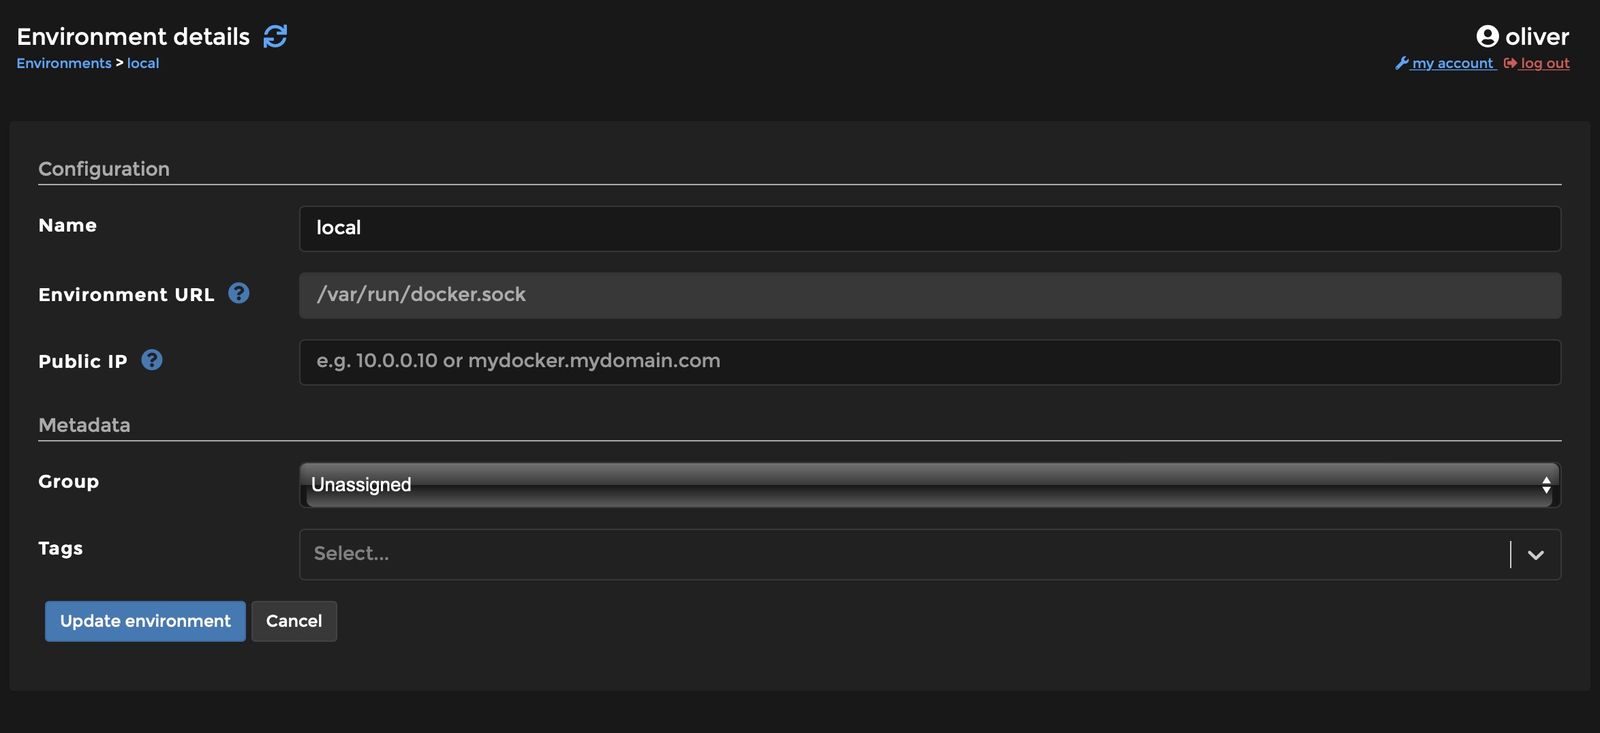 Environment details
oliver
Environments > local
my account log out
Configuration
Name
local
Environment URL ?
/var/run/docker.sock
Public IP ?
e.g. 10.0.0.10 or mydocker.mydomain.com
Metadata
Group
Unassigned
Tags
Select...
Update environment
Cancel